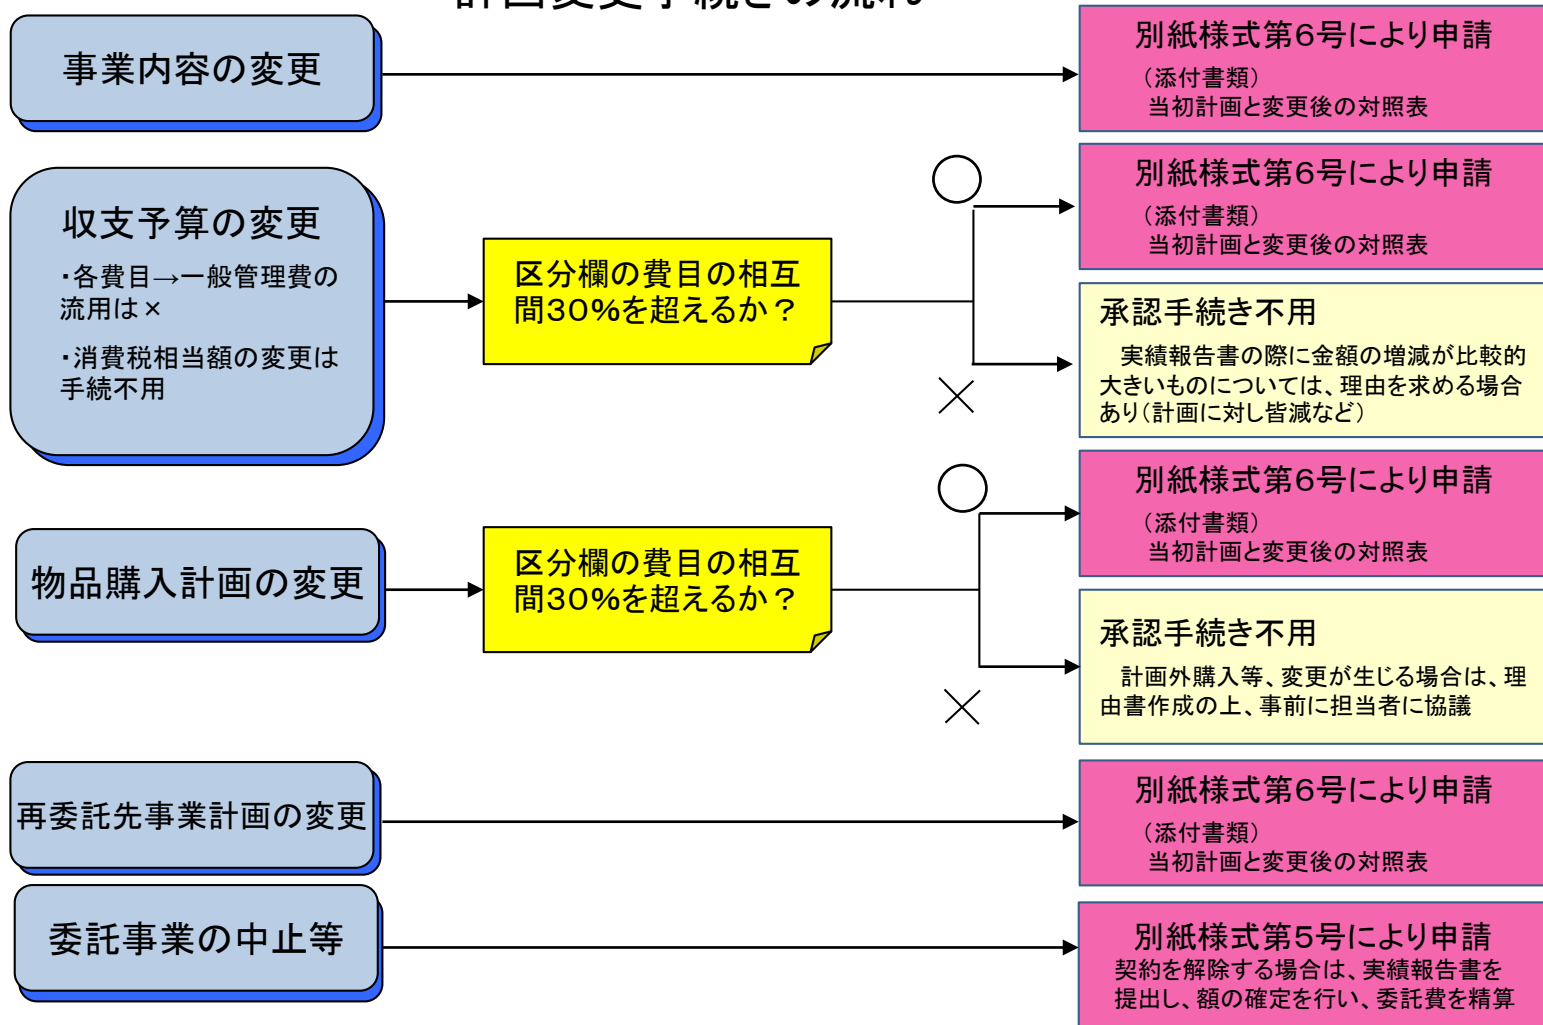 計画変更手続きの流れ
事業内容の変更
別紙様式第6号により申請
(添付書類)
当初計画と変更後の対照表
収支予算の変更
・各費目→一般管理費の
流用は×
・消費税相当額の変更は
手続不用
区分欄の費目の相互
間30%を超えるか?
○
別紙様式第6号により申請
(添付書類)
当初計画と変更後の対照表
×
承認手続き不用
実績報告書の際に金額の増減が比較的
大きいものについては、理由を求める場合
あり(計画に対し皆減など)
物品購入計画の変更
区分欄の費目の相互
間30%を超えるか?
○
別紙様式第6号により申請
(添付書類)
当初計画と変更後の対照表
×
承認手続き不用
計画外購入等、変更が生じる場合は、理
由書作成の上、事前に担当者に協議
再委託先事業計画の変更
別紙様式第6号により申請
(添付書類)
当初計画と変更後の対照表
委託事業の中止等
別紙様式第5号により申請
契約を解除する場合は、実績報告書を
提出し、額の確定を行い、委託費を精算